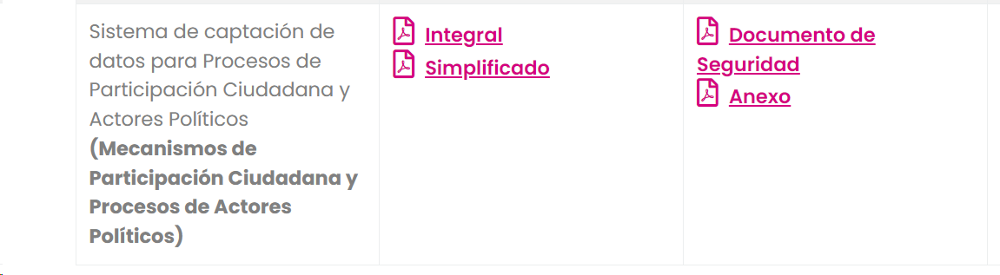 Sistema de captación de
datos para Procesos de
Participación Ciudadana y
Actores Políticos
(Mecanismos de
Participación Ciudadana y
Procesos de Actores
Políticos)
Integral
Simplificado
Documento de
Seguridad
Anexo